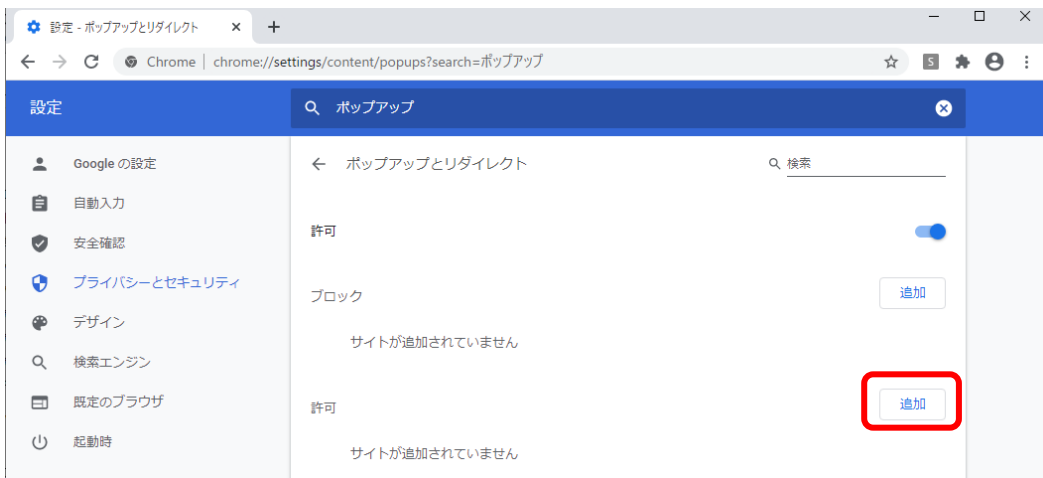 設定 - ポップアップとリダイレクト
Chrome | chrome://settings/content/popups?search=ポップアップ
S
設定
ポップアップ
Google の設定
自動入力
安全確認
プライバシーとセキュリティ
デザイン
検索エンジン
既定のブラウザ
起動時
ポップアップとリダイレクト
検索
許可
ブロック
追加
サイトが追加されていません
許可
追加
サイトが追加されていません